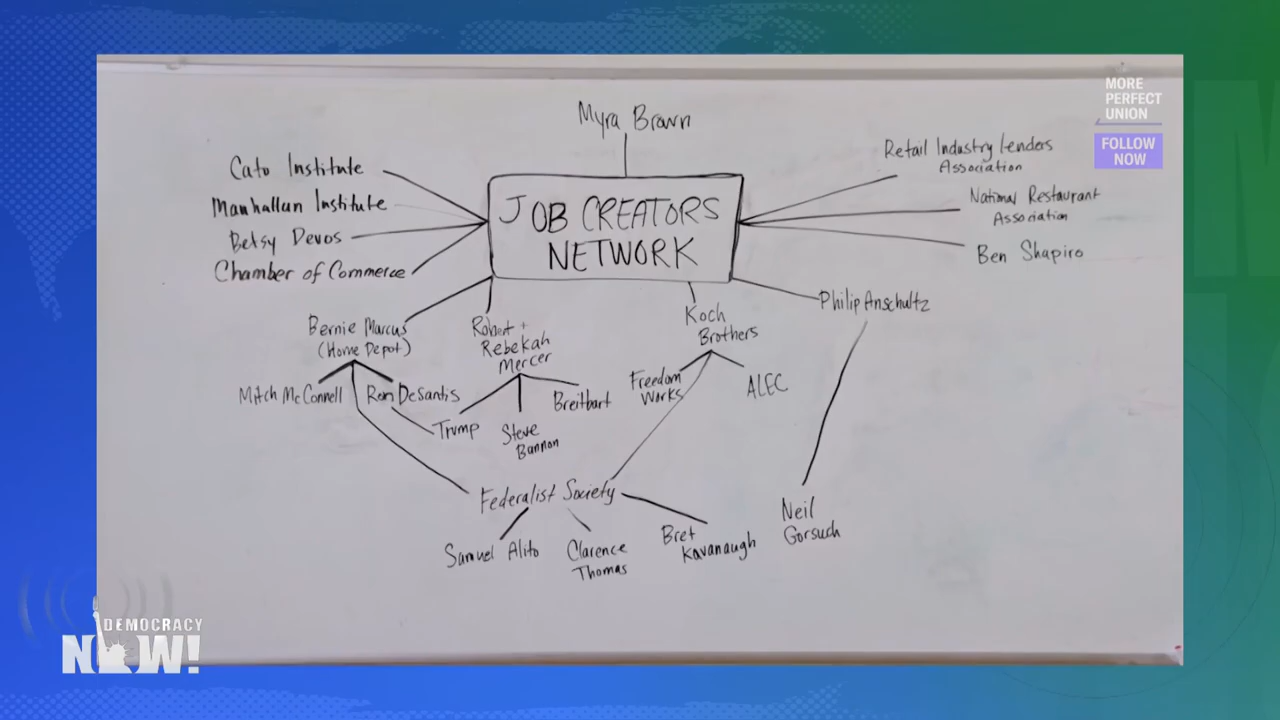 MORE
PERFECT
UNION
FOLLOW
NOW
Myra Brown
Cato Institute
Manhallan Institute
Betsy Devos
Chamber of Commerce
JOB CREATORS
NETWORK
Retail Industry Lenders
Association
National Restaurant
Association
Ben Shapiro
Bernie Marcus
(Home Depot)
Robert +
Rebekah
Mercer
Koch
Brothers
Philip Anschultz
Mitch McConnell
Ron DeSantis
Trump
Steve
Bannon
Breitbart
Freedom
Works
ALEC
Federalist Society
Samuel Alito
Clarence
Thomas
Bret
Kavanaugh
Neil
Gorsuch
DEMOCRACY
NOW!